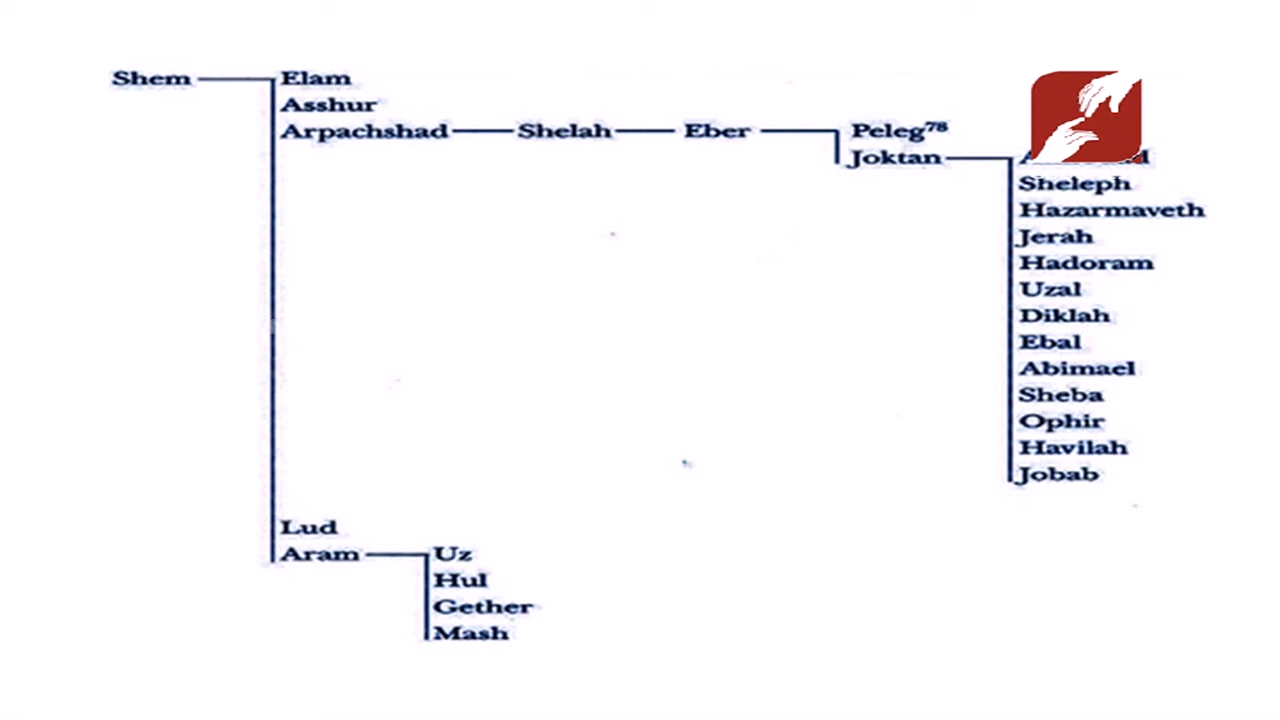 Shem Elam
Asshur
Arpachshad Shelah Eber Peleg⁷⁸
Joktan
Sheleph
Hazarmaveth
Jerah
Hadoram
Uzal
Diklah
Ebal
Abimael
Sheba
Ophir
Havilah
Jobab
Lud
Aram Uz
Hul
Gether
Mash